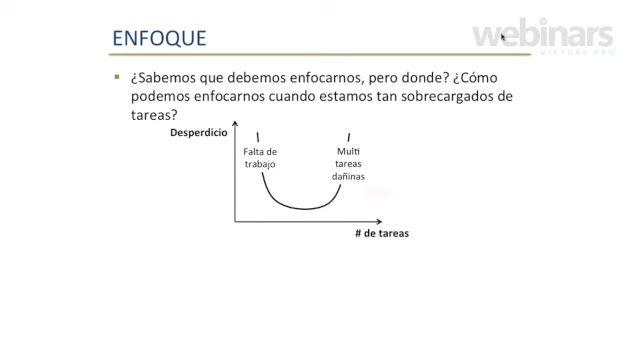 ENFOQUE
webinars
VIRTUAL PRO
¿Sabemos que debemos enfocarnos, pero donde? ¿Cómo
podemos enfocarnos cuando estamos tan sobrecargados de
tareas?
Desperdicio
Falta de
trabajo
Multi
tareas
dañinas
# de tareas